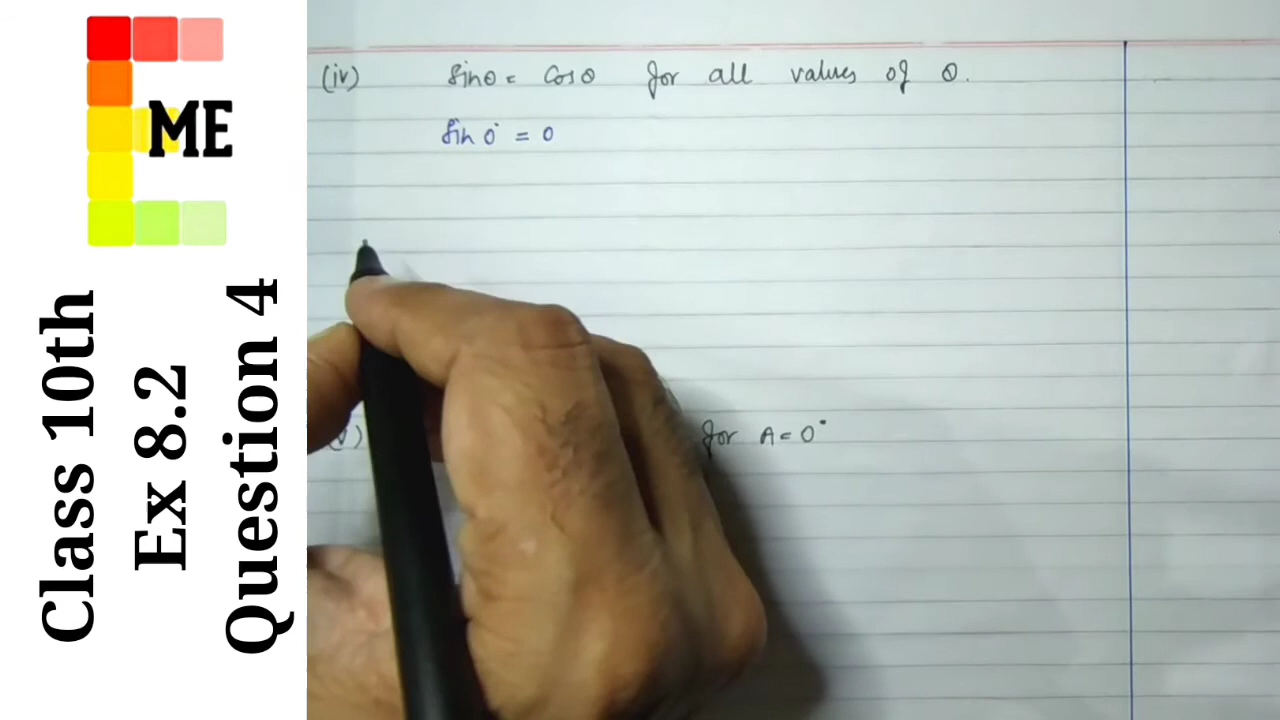 ME
Class 10th
Ex 8.2
Question 4
(iv) sinθ = cosθ for all values of θ.
sin 0° = 0
for A = 0°